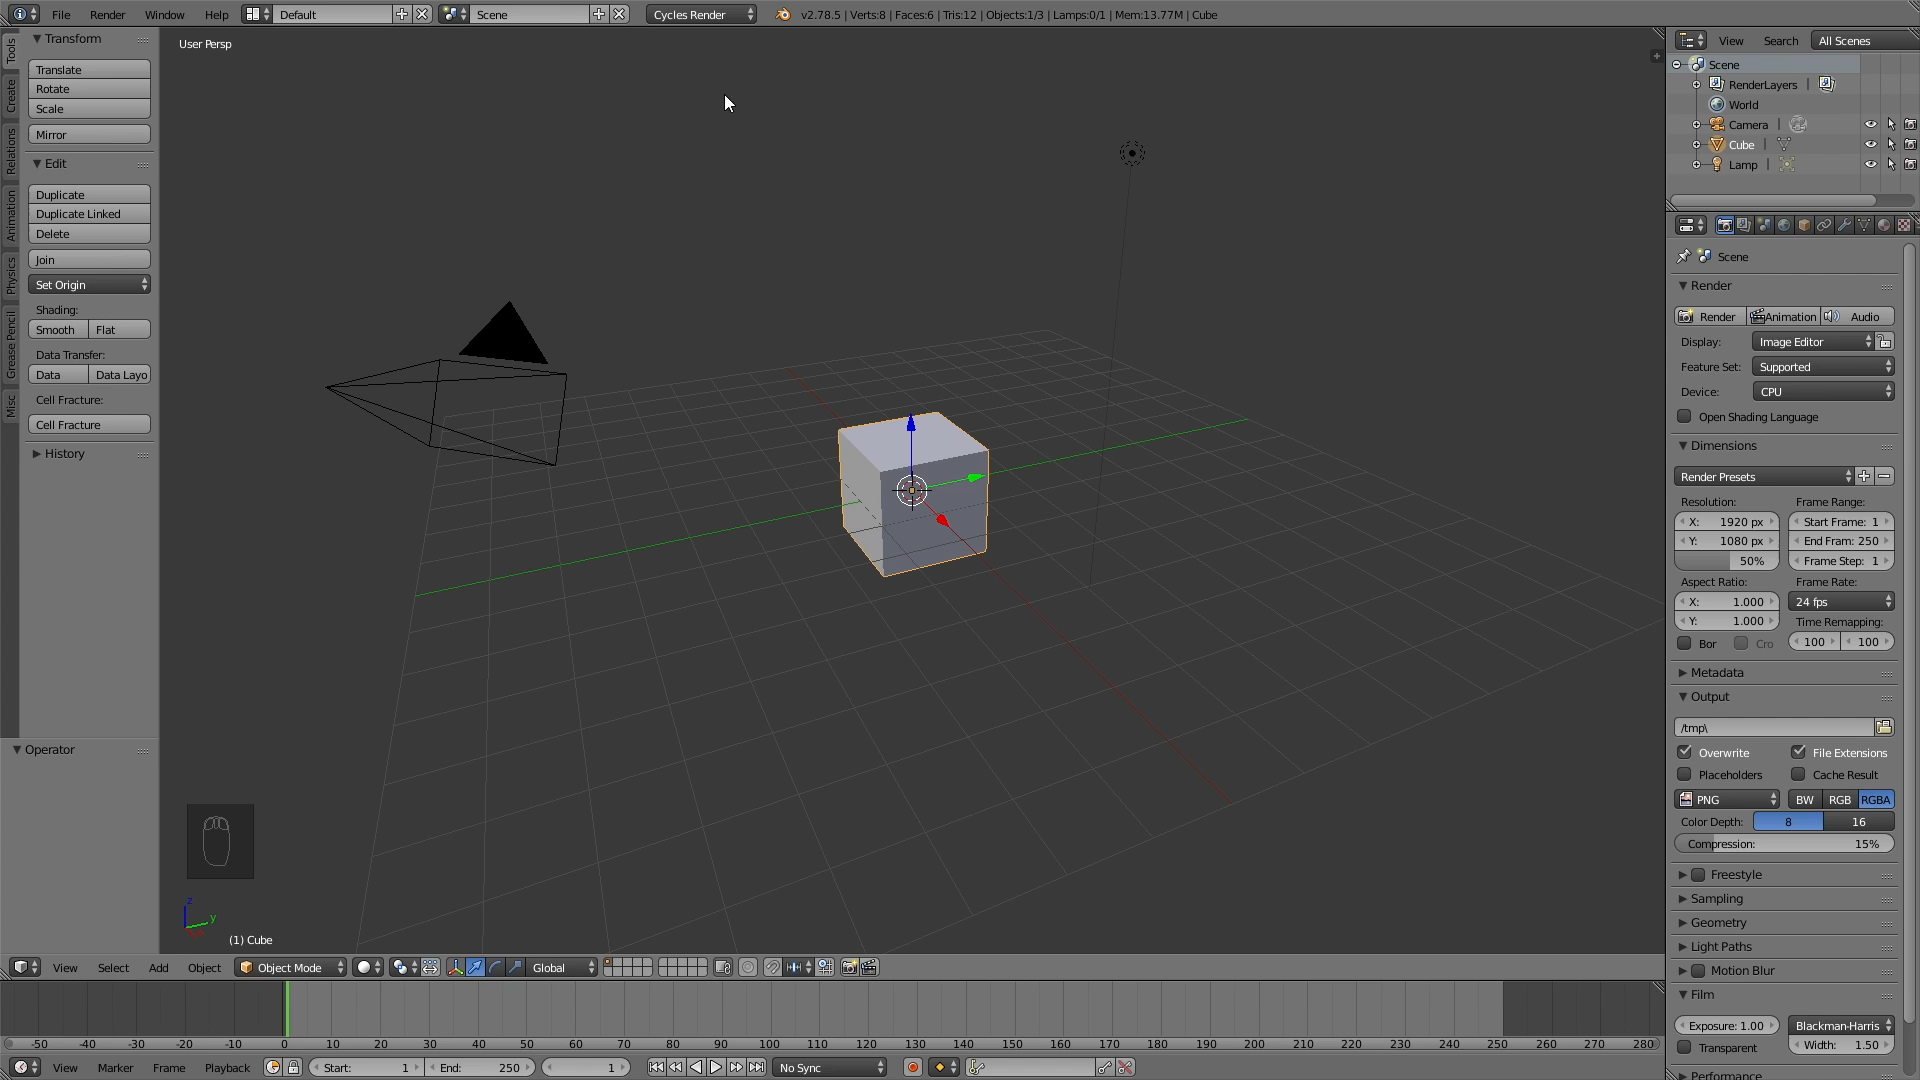 File Render Window Help Default Scene Cycles Render v2.78.5 | Verts:8 | Faces:6 | Tris:12 | Objects:1/3 | Lamps:0/1 | Mem:13.77M | Cube
Tools
Create
Relations
Animation
Physics
Grease Pencil
Misc
Transform
Translate
Rotate
Scale
Mirror
Edit
Duplicate
Duplicate Linked
Delete
Join
Set Origin
Shading:
Smooth Flat
Data Transfer:
Data Data Layo
Cell Fracture:
Cell Fracture
History
Operator
User Persp
z
y
(1) Cube
View Search All Scenes
Scene
RenderLayers |
World
Camera |
Cube |
Lamp |
Scene
Render
Render Animation Audio
Display: Image Editor
Feature Set: Supported
Device: CPU
Open Shading Language
Dimensions
Render Presets
Resolution: Frame Range:
X: 1920 px Start Frame: 1
Y: 1080 px End Fram: 250
50% Frame Step: 1
Aspect Ratio: Frame Rate:
X: 1.000 24 fps
Y: 1.000 Time Remapping:
Bor Cro 100 100
Metadata
Output
/tmp\
Overwrite File Extensions
Placeholders Cache Result
PNG BW RGB RGBA
Color Depth: 8 16
Compression: 15%
Freestyle
Sampling
Geometry
Light Paths
Motion Blur
Film
Exposure: 1.00 Blackman-Harris
Transparent Width: 1.50
Performance
View Select Add Object Object Mode Global
-50 -40 -30 -20 -10 0 10 20 30 40 50 60 70 80 90 100 110 120 130 140 150 160 170 180 190 200 210 220 230 240 250 260 270 280
View Marker Frame Playback Start: 1 End: 250 1 No Sync